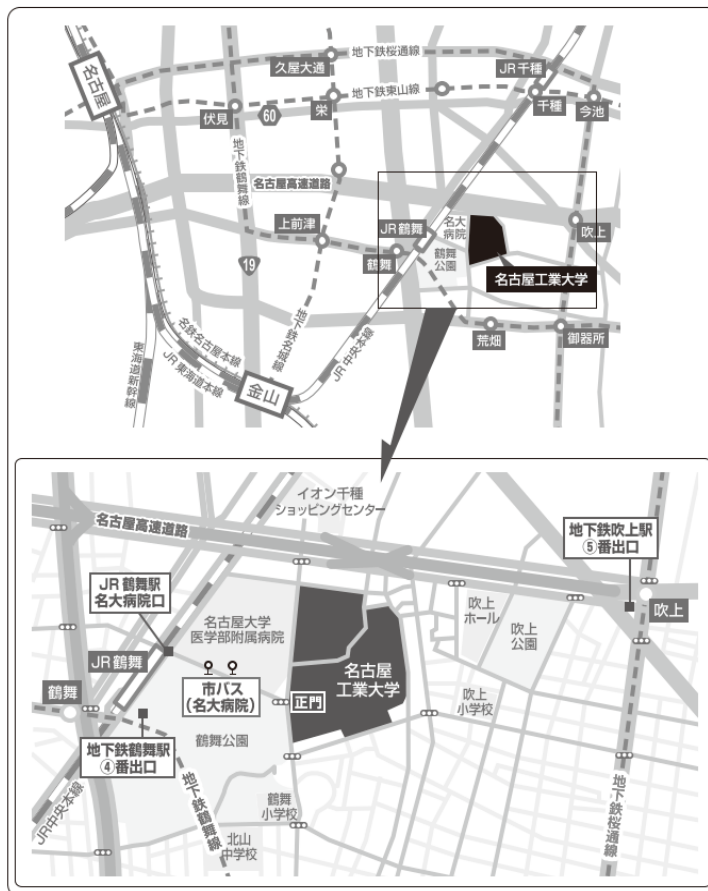 地下鉄桜通線
久屋大通
JR千種
名古屋
地下鉄東山線
千種
今池
伏見
60
栄
地下鉄鶴舞線
名古屋高速道路
上前津
JR鶴舞
名大
病院
吹上
鶴舞
鶴舞
公園
名古屋工業大学
19
地下鉄名城線
JR中央本線
荒畑
御器所
名鉄名古屋本線
JR東海道本線
東海道新幹線
金山
イオン千種
ショッピングセンター
名古屋高速道路
地下鉄吹上駅
⑤番出口
JR鶴舞駅
名大病院口
名古屋大学
医学部附属病院
吹上
ホール
吹上
公園
吹上
JR鶴舞
名古屋
工業大学
鶴舞
市バス
(名大病院)
正門
吹上
小学校
地下鉄鶴舞駅
④番出口
鶴舞公園
地下鉄鶴舞線
JR中央本線
鶴舞
小学校
北山
中学校
地下鉄桜通線